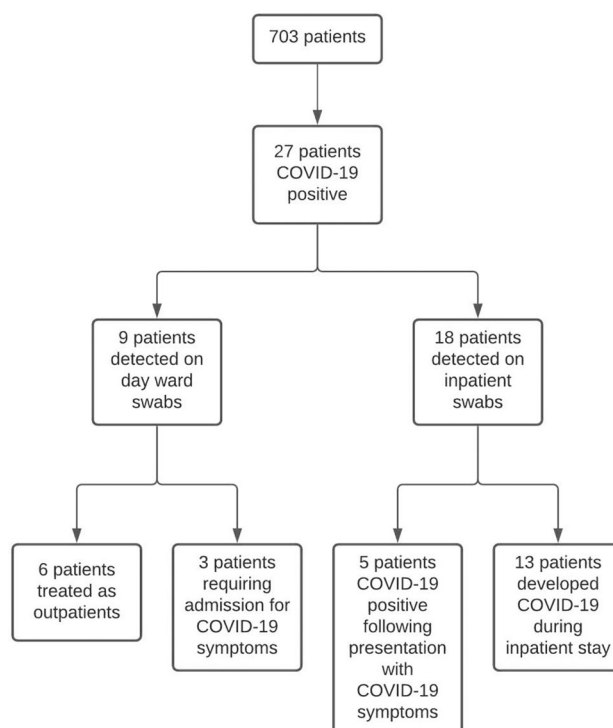 703 patients
27 patients
COVID-19
positive
9 patients
detected on
day ward
swabs
18 patients
detected on
inpatient
swabs
6 patients
treated as
outpatients
3 patients
requiring
admission for
COVID-19
symptoms
5 patients
COVID-19
positive
following
presentation
with
COVID-19
symptoms
13 patients
developed
COVID-19
during
inpatient stay